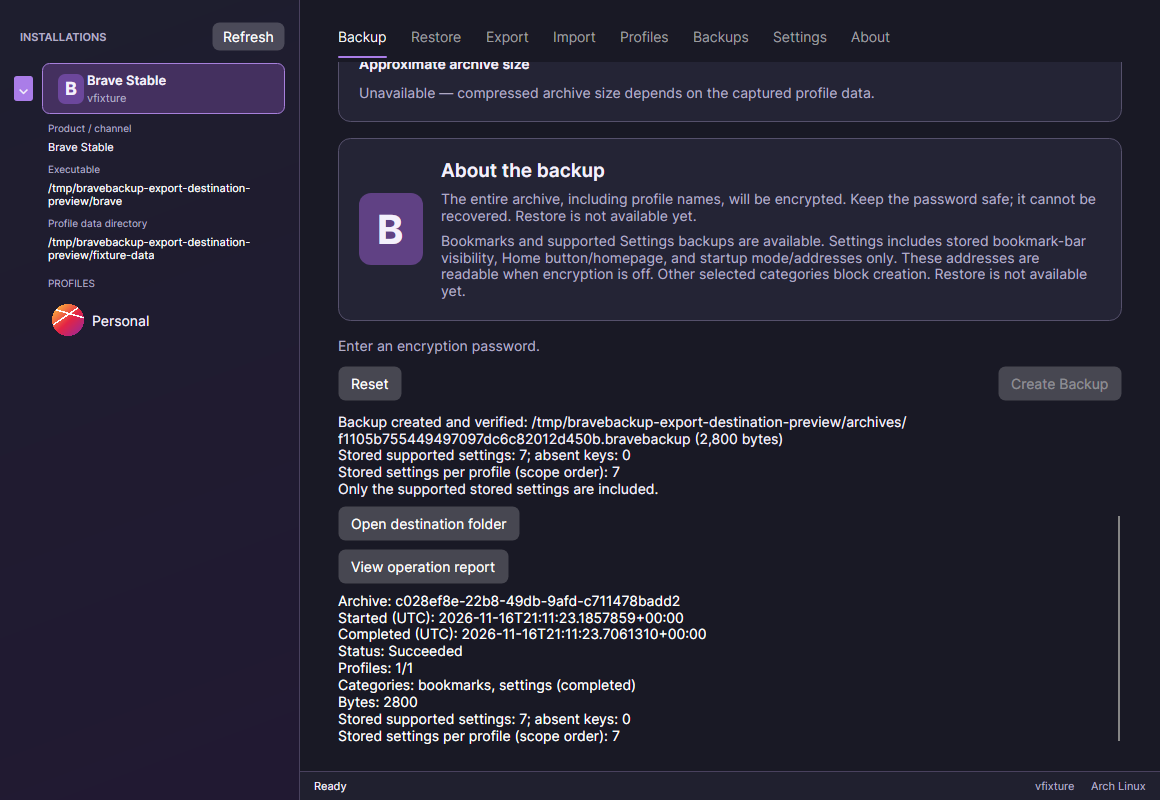 INSTALLATIONS
Refresh
B
Brave Stable
vfixture
Product / channel
Brave Stable
Executable
/tmp/bravebackup-export-destination-
preview/brave
Profile data directory
/tmp/bravebackup-export-destination-
preview/fixture-data
PROFILES
Personal
Backup Restore Export Import Profiles Backups Settings About
Approximate archive size
Unavailable — compressed archive size depends on the captured profile data.
B
About the backup
The entire archive, including profile names, will be encrypted. Keep the password safe; it cannot be
recovered. Restore is not available yet.
Bookmarks and supported Settings backups are available. Settings includes stored bookmark-bar
visibility, Home button/homepage, and startup mode/addresses only. These addresses are
readable when encryption is off. Other selected categories block creation. Restore is not available
yet.
Enter an encryption password.
Reset
Create Backup
Backup created and verified: /tmp/bravebackup-export-destination-preview/archives/
f1105b755449497097dc6c82012d450b.bravebackup (2,800 bytes)
Stored supported settings: 7; absent keys: 0
Stored settings per profile (scope order): 7
Only the supported stored settings are included.
Open destination folder
View operation report
Archive: c028ef8e-22b8-49db-9afd-c711478badd2
Started (UTC): 2026-11-16T21:11:23.1857859+00:00
Completed (UTC): 2026-11-16T21:11:23.7061310+00:00
Status: Succeeded
Profiles: 1/1
Categories: bookmarks, settings (completed)
Bytes: 2800
Stored supported settings: 7; absent keys: 0
Stored settings per profile (scope order): 7
Ready
vfixture
Arch Linux